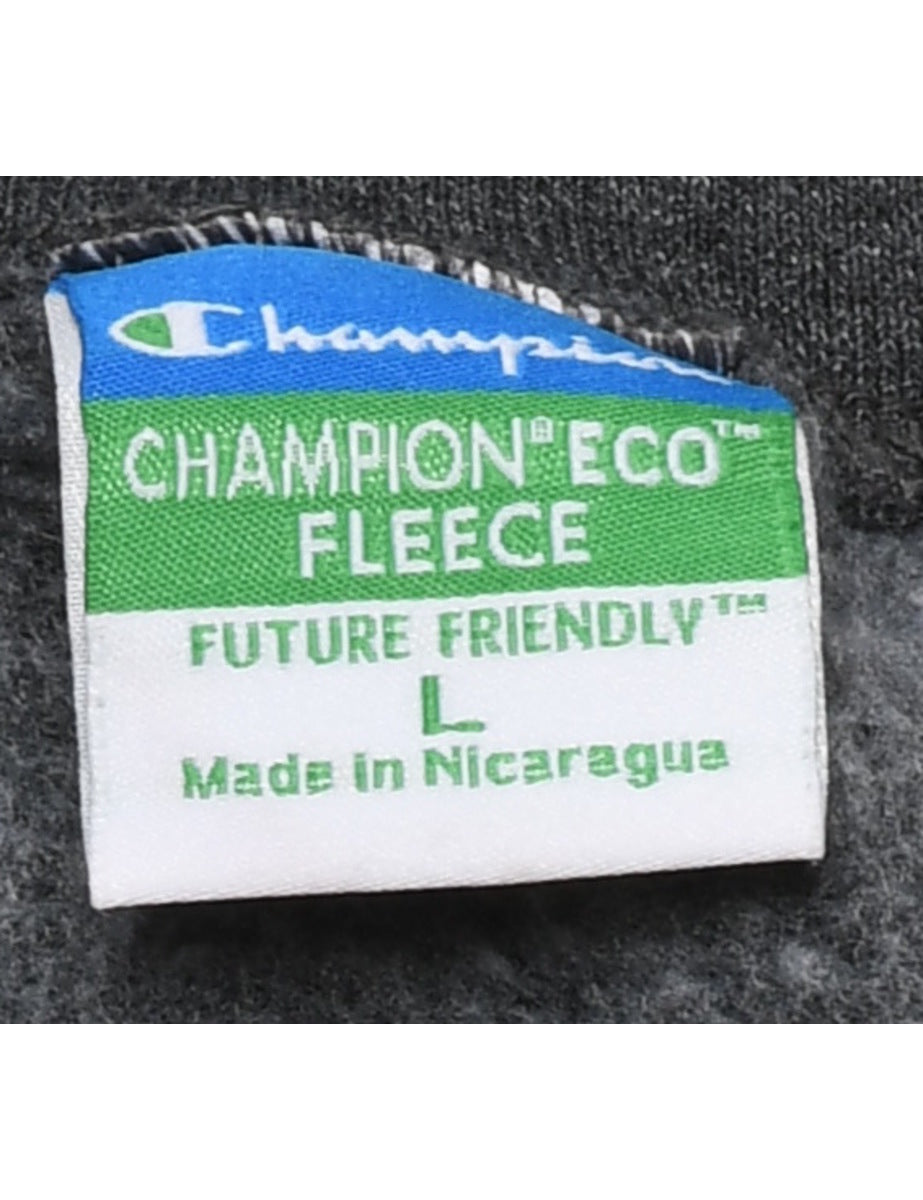 Champion
CHAMPION® ECO™
FLEECE
FUTURE FRIENDLY™
L
Made in Nicaragua